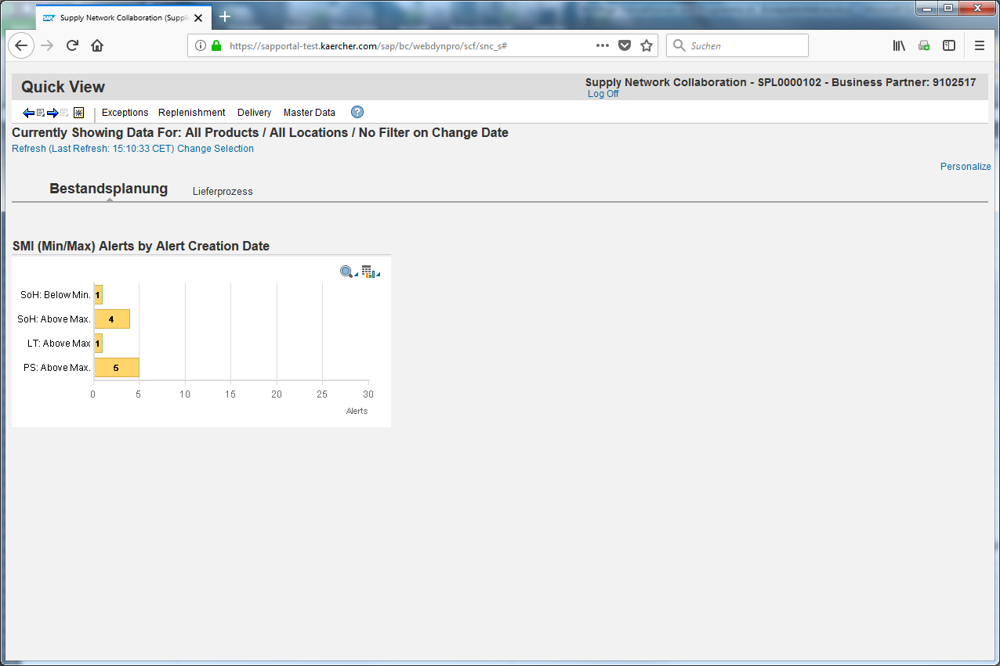 SAP Supply Network Collaboration (Suppli
https://sapportal-test.kaercher.com/sap/bc/webdynpro/scf/snc_s# Suchen
Quick View
Supply Network Collaboration - SPL0000102 - Business Partner: 9102517
Log Off
Exceptions Replenishment Delivery Master Data ?
Currently Showing Data For: All Products / All Locations / No Filter on Change Date
Refresh (Last Refresh: 15:10:33 CET) Change Selection
Personalize
Bestandsplanung Lieferprozess
SMI (Min/Max) Alerts by Alert Creation Date
SoH: Below Min. 1
SoH: Above Max. 4
LT: Above Max 1
PS: Above Max. 5
0 5 10 15 20 25 30
Alerts